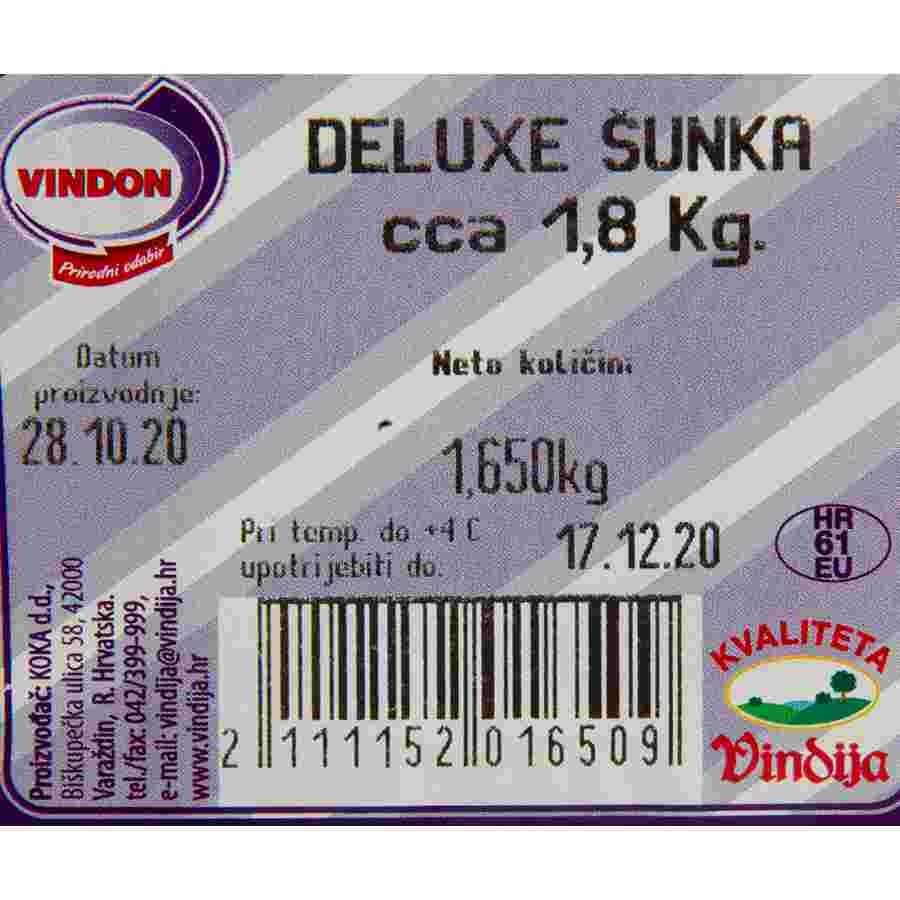 VINDON
Prirodni odabir
DELUXE ŠUNKA
cca 1,8 Kg.
Datum
proizvodnje:
28.10.20
Neto količin:
1,650kg
Pri temp. do +4 C
upotrijebiti do.
17.12.20
HR
61
EU
Proizvođač: KOKA d.d.,
Biškupečka ulica 58, 42000
Varaždin, R. Hrvatska.
tel./fax: 042/399-999,
e-mail: vindija@vindija.hr
www.vindija.hr
2 111152 016509
KVALITETA
Vindija